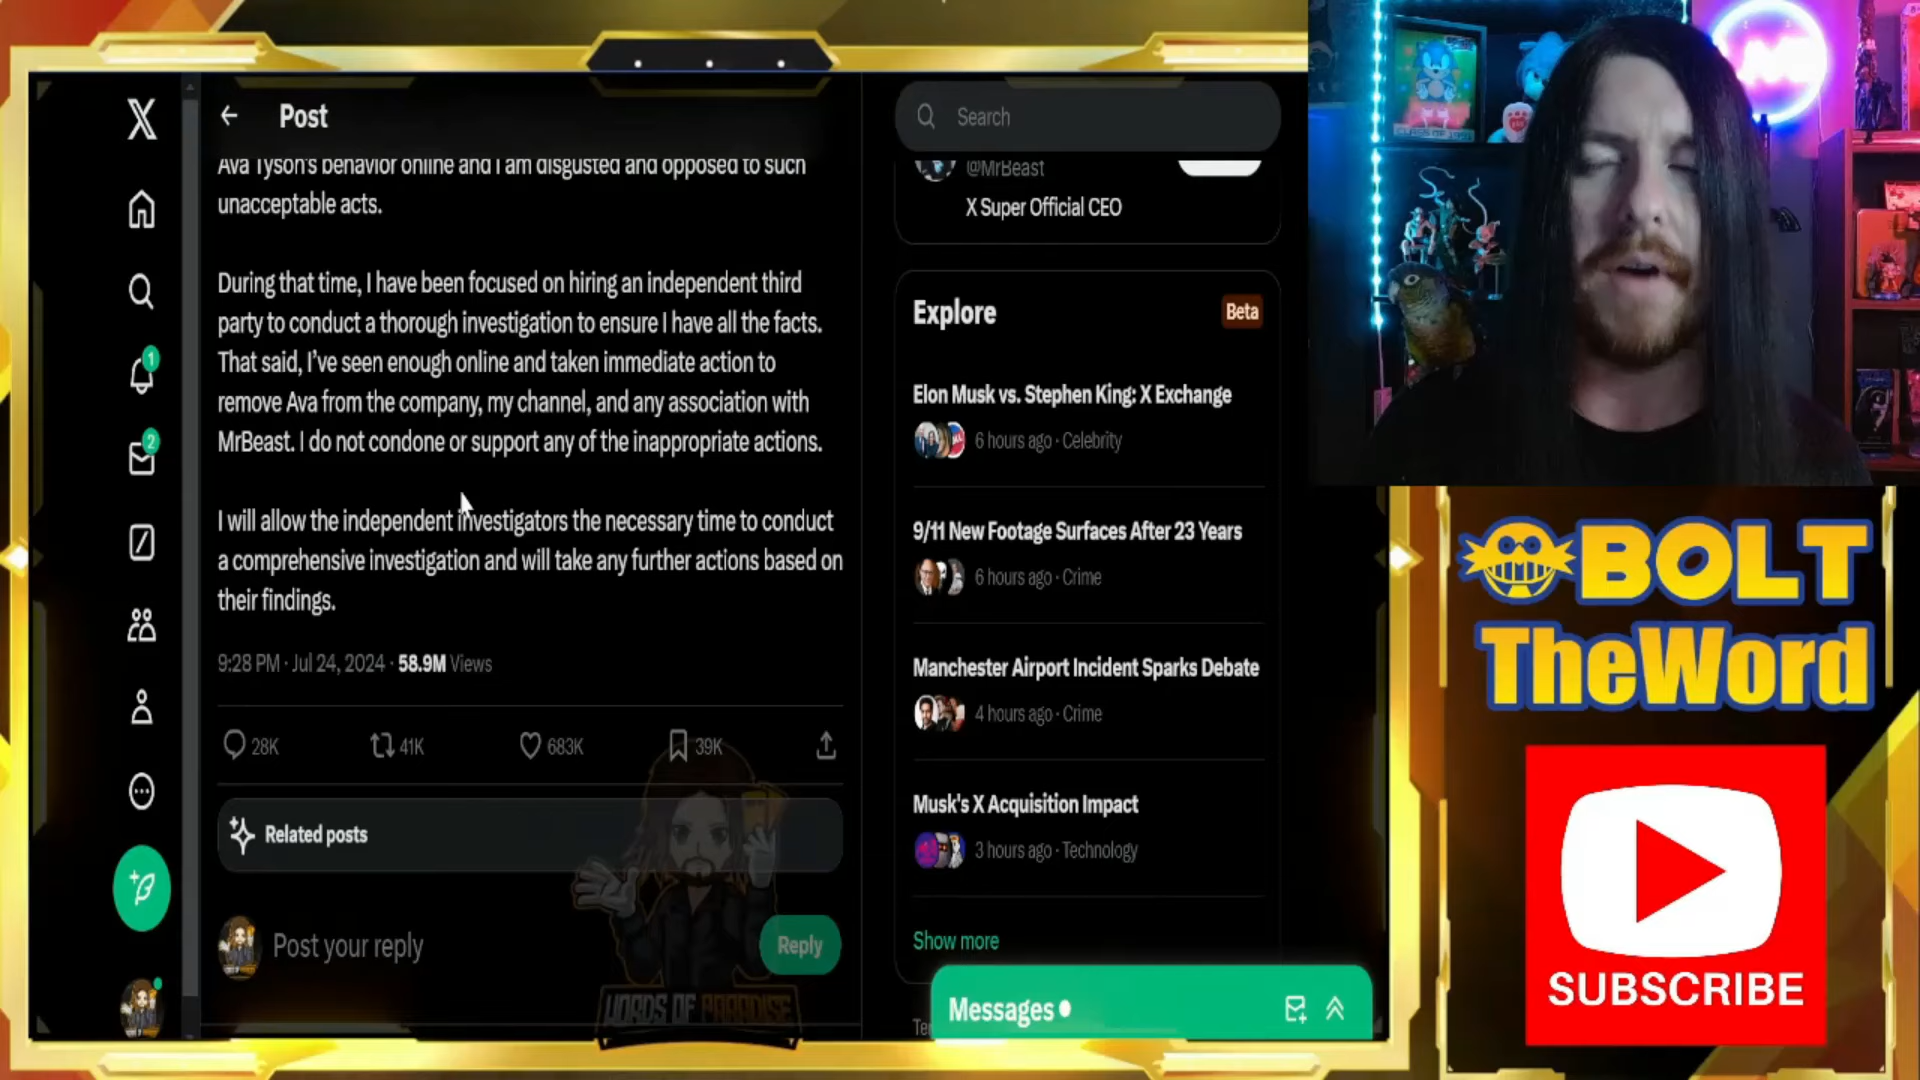 Post
Ava Tyson's behavior online and I am disgusted and opposed to such
unacceptable acts.
During that time, I have been focused on hiring an independent third
party to conduct a thorough investigation to ensure I have all the facts.
That said, I've seen enough online and taken immediate action to
remove Ava from the company, my channel, and any association with
MrBeast. I do not condone or support any of the inappropriate actions.
I will allow the independent investigators the necessary time to conduct
a comprehensive investigation and will take any further actions based on
their findings.
9:28 PM · Jul 24, 2024 · 58.9M Views
28K 41K 683K 39K
Related posts
Post your reply
Reply
WORDS OF PARADISE
1
2
Search
@MrBeast
X Super Official CEO
Explore
Beta
Elon Musk vs. Stephen King: X Exchange
6 hours ago · Celebrity
9/11 New Footage Surfaces After 23 Years
6 hours ago · Crime
Manchester Airport Incident Sparks Debate
4 hours ago · Crime
Musk's X Acquisition Impact
3 hours ago · Technology
Show more
Messages
BOLT
TheWord
SUBSCRIBE